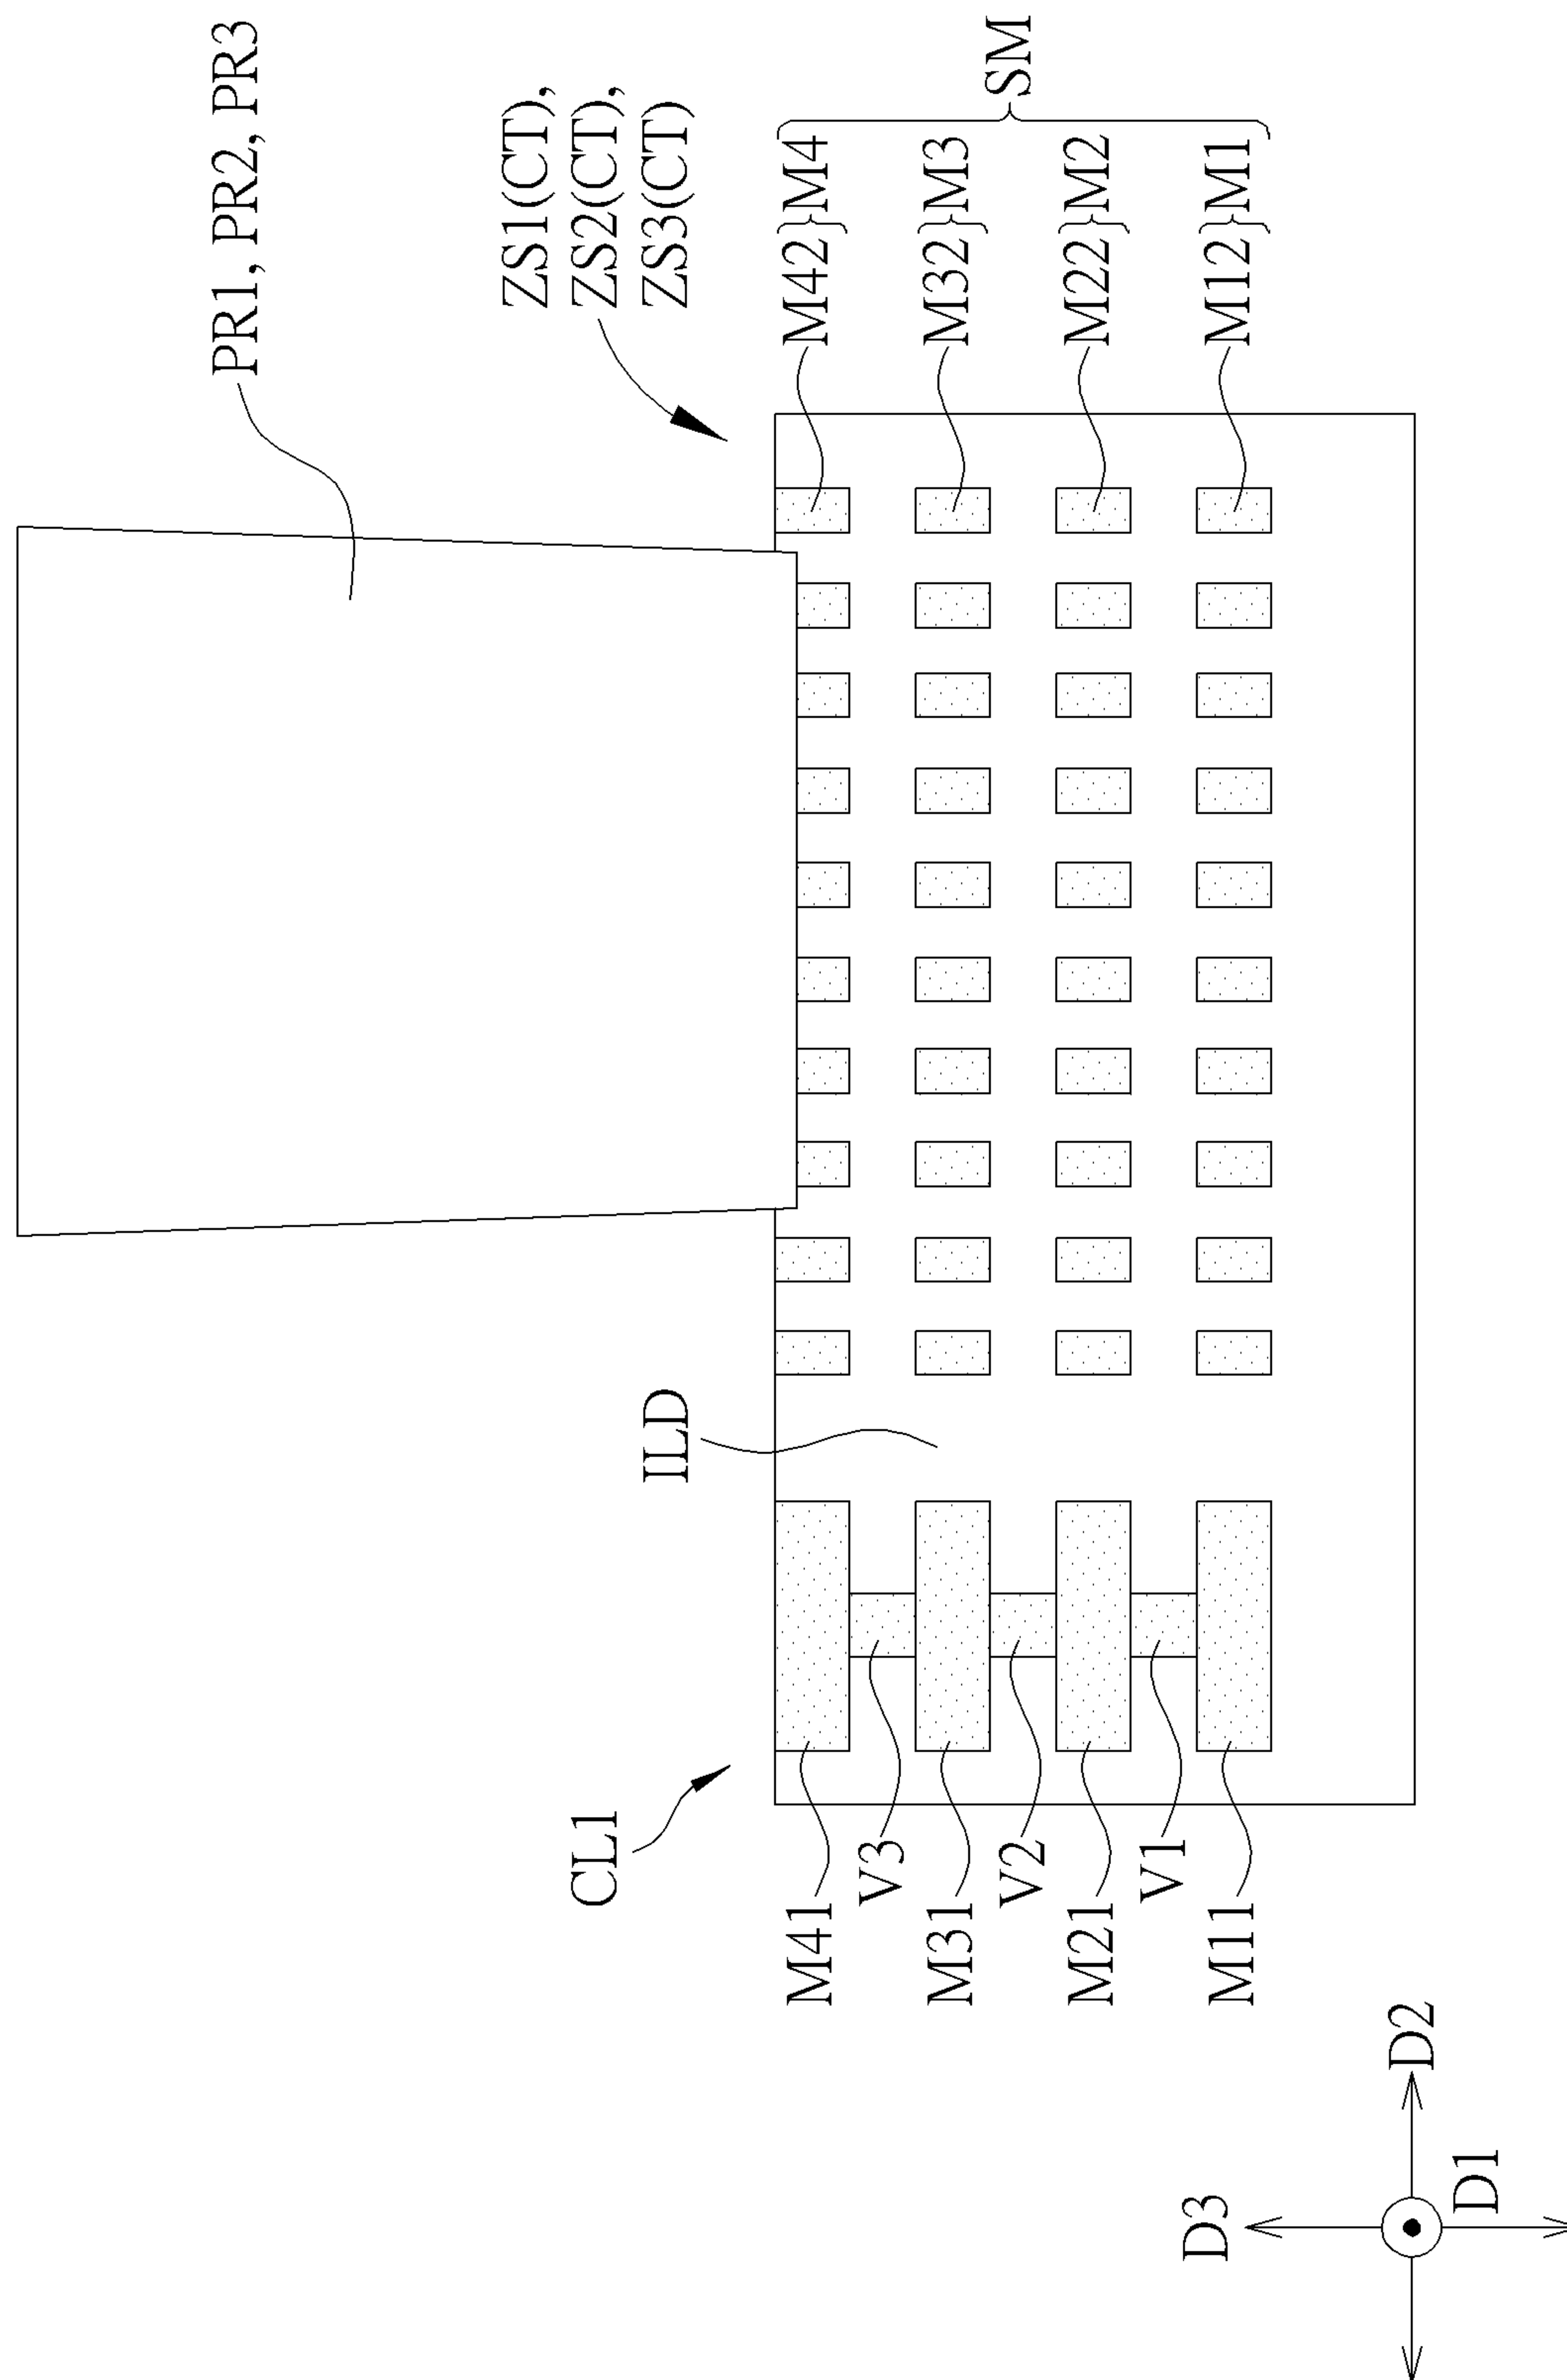 PR1, PR2, PR3
ZS1(CT),
ZS2(CT),
ZS3(CT)
CL1
ILD
M41
M42}M4
V3
M31
M32}M3
V2
M21
M22}M2
V1
M11
M12}M1
SM
D3
D2
D1